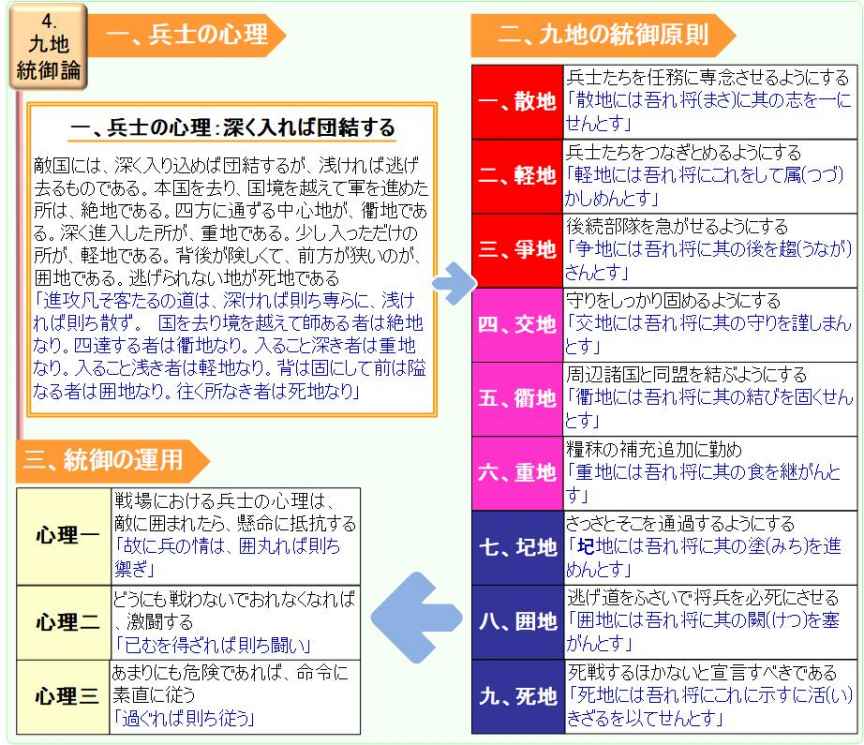 4.
九地
統御論
一、兵士の心理
一、兵士の心理:深く入れば団結する
敵国には、深く入り込めば団結するが、浅ければ逃げ
去るものである。本国を去り、国境を越えて軍を進めた
所は、絶地である。四方に通ずる中心地が、衢地であ
る。深く進入した所が、重地である。少し入っただけの
所が、軽地である。背後が険しくて、前方が狭いのが、
囲地である。逃げられない地が死地である
「進攻凡そ客たるの道は、深ければ則ち専らに、浅け
れば則ち散ず。 国を去り境を越えて師ある者は絶地
なり。四達する者は衢地なり。入ること深き者は重地
なり。入ること浅き者は軽地なり。背は固にして前は隘
なる者は囲地なり。往く所なき者は死地なり」
二、九地の統御原則
一、散地
兵士たちを任務に専念させるようにする
「散地には吾れ将(まさ)に其の志を一に
せんとす」
二、軽地
兵士たちをつなぎとめるようにする
「軽地には吾れ将にこれをして属(つづ)
かしめんとす」
三、爭地
後続部隊を急がせるようにする
「争地には吾れ将に其の後を趨(うなが)
さんとす」
四、交地
守りをしっかり固めるようにする
「交地には吾れ将に其の守りを謹しまん
とす」
五、衢地
周辺諸国と同盟を結ぶようにする
「衢地には吾れ将に其の結びを固くせん
とす」
六、重地
糧秣の補充追加に勤め
「重地には吾れ将に其の食を継がんと
す」
七、圮地
さっさとそこを通過するようにする
「圮地には吾れ将に其の塗(みち)を進
めんとす」
八、囲地
逃げ道をふさいで将兵を必死にさせる
「囲地には吾れ将に其の闕(けつ)を塞
がんとす」
九、死地
死戦するほかないと宣言すべきである
「死地には吾れ将にこれに示すに活(い)
きざるを以てせんとす」
三、統御の運用
心理一
戦場における兵士の心理は、
敵に囲まれたら、懸命に抵抗する
「故に兵の情は、囲丸れば則ち
禦ぎ」
心理二
どうにも戦わないでおれなくなれば
、激闘する
「已むを得ざれば則ち闘い」
心理三
あまりにも危険であれば、命令に
素直に従う
「過ぐれば則ち従う」